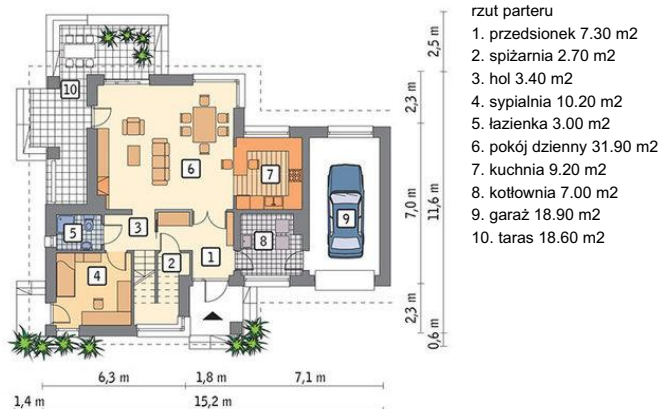 rzut parteru
1. przedsionek 7.30 m2
2. spiżarnia 2.70 m2
3. hol 3.40 m2
4. sypialnia 10.20 m2
5. łazienka 3.00 m2
6. pokój dzienny 31.90 m2
7. kuchnia 9.20 m2
8. kotłownia 7.00 m2
9. garaż 18.90 m2
10. taras 18.60 m2
10
6
7
9
5
3
1
8
2
4
2,5 m
2,3 m
7,0 m
11,6 m
2,3 m
0,6 m
6,3 m
1,8 m
7,1 m
1,4 m
15,2 m